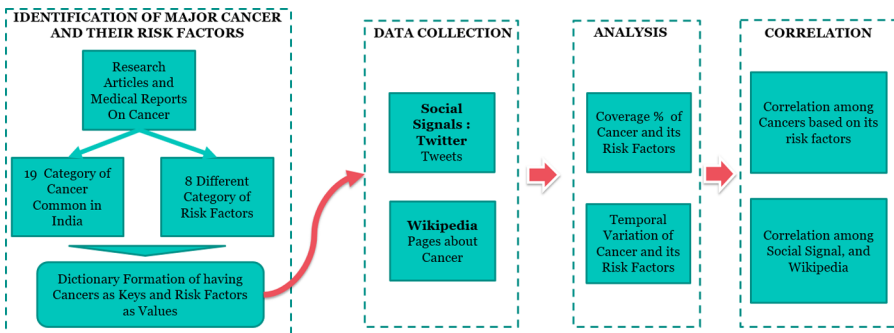 IDENTIFICATION OF MAJOR CANCER
AND THEIR RISK FACTORS
Research
Articles and
Medical Reports
On Cancer
19 Category of
Cancer
Common in
India
8 Different
Category of
Risk Factors
Dictionary Formation of having
Cancers as Keys and Risk Factors
as Values
DATA COLLECTION
Social
Signals :
Twitter
Tweets
Wikipedia
Pages about
Cancer
ANALYSIS
Coverage % of
Cancer and its
Risk Factors
Temporal
Variation of
Cancer and its
Risk Factors
CORRELATION
Correlation among
Cancers based on its
risk factors
Correlation among
Social Signal, and
Wikipedia